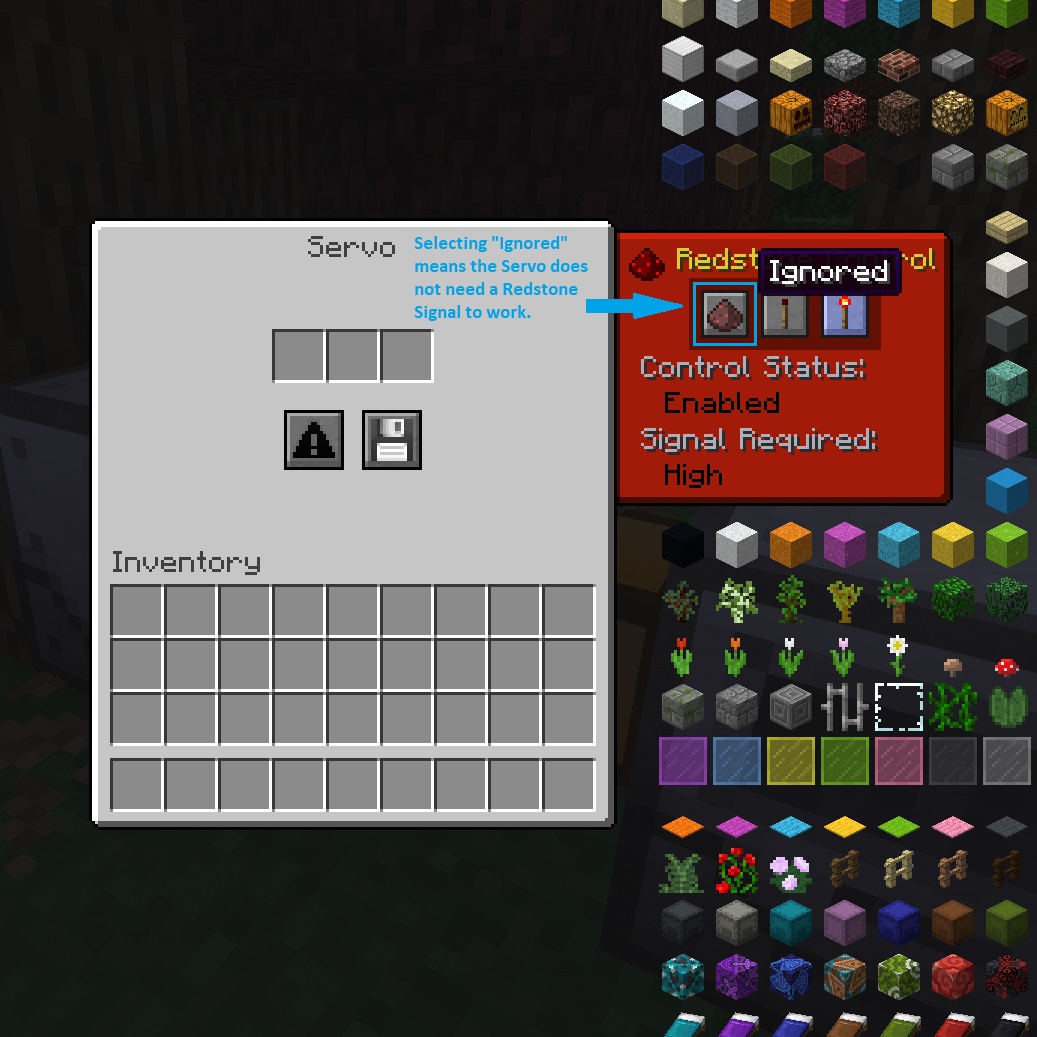 Servo
Selecting "Ignored"
means the Servo does
not need a Redstone
Signal to work.
Ignored
Control Status:
Enabled
Signal Required:
High
Inventory